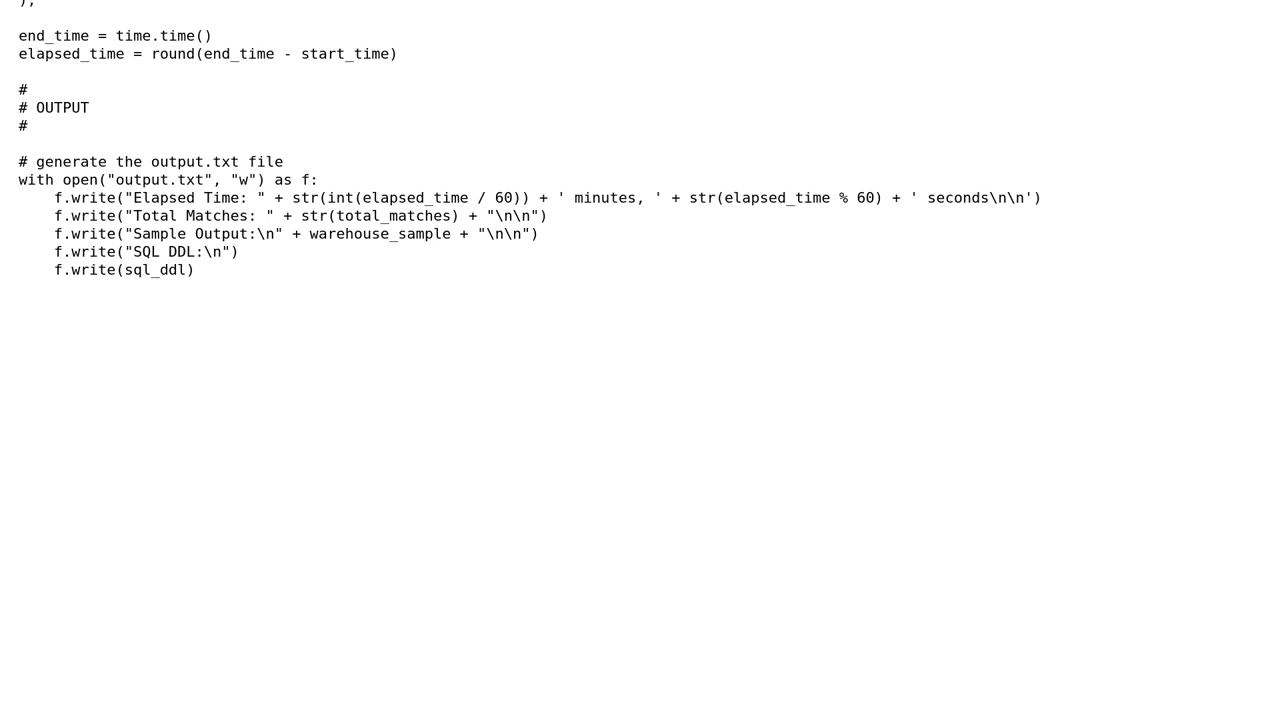 );
end_time = time.time()
elapsed_time = round(end_time - start_time)
#
# OUTPUT
#
# generate the output.txt file
with open("output.txt", "w") as f:
    f.write("Elapsed Time: " + str(int(elapsed_time / 60)) + ' minutes, ' + str(elapsed_time % 60) + ' seconds\n\n')
    f.write("Total Matches: " + str(total_matches) + "\n\n")
    f.write("Sample Output:\n" + warehouse_sample + "\n\n")
    f.write("SQL DDL:\n")
    f.write(sql_ddl)